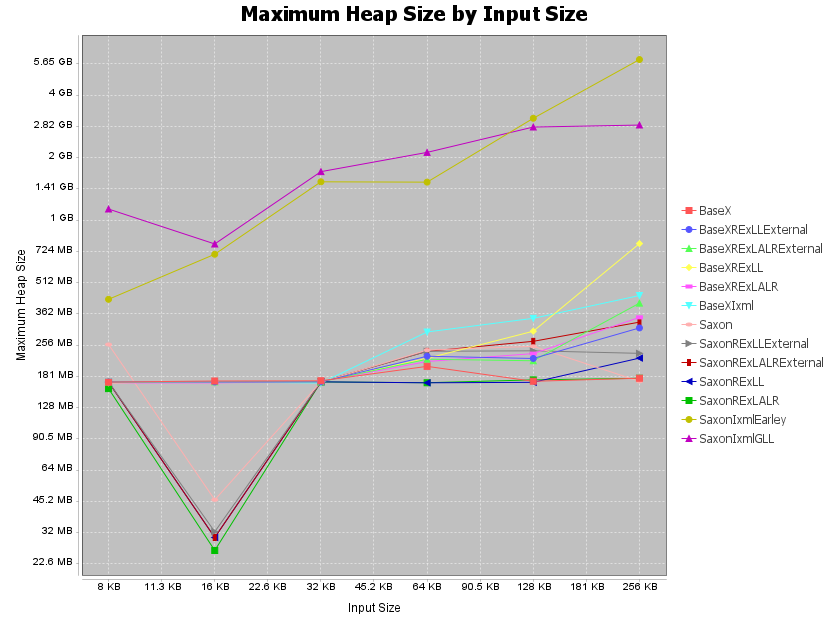 Maximum Heap Size by Input Size
Maximum Heap Size
5.65 GB
4 GB
2.82 GB
2 GB
1.41 GB
1 GB
724 MB
512 MB
362 MB
256 MB
181 MB
128 MB
90.5 MB
64 MB
45.2 MB
32 MB
22.6 MB
8 KB 11.3 KB 16 KB 22.6 KB 32 KB 45.2 KB 64 KB 90.5 KB 128 KB 181 KB 256 KB
Input Size
BaseX
BaseXRExLLExternal
BaseXRExLALRExternal
BaseXRExLL
BaseXRExLALR
BaseXIxml
Saxon
SaxonRExLLExternal
SaxonRExLALRExternal
SaxonRExLL
SaxonRExLALR
SaxonIxmlEarley
SaxonIxmlGLL